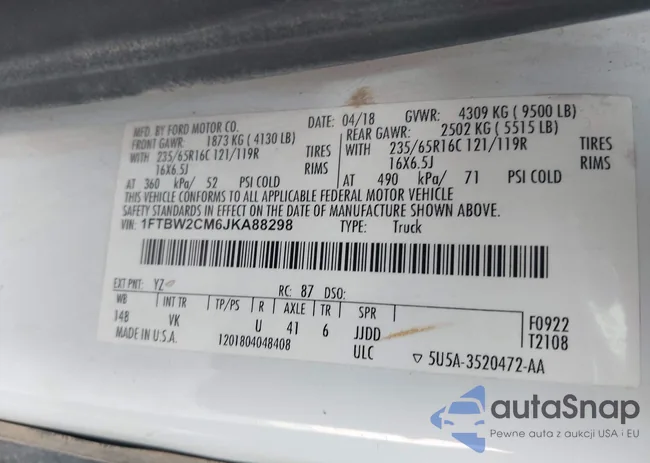 MFD. BY FORD MOTOR CO. DATE: 04/18 GVWR: 4309 KG (9500 LB)
FRONT GAWR: 1873 KG (4130 LB) REAR GAWR: 2502 KG (5515 LB)
WITH 235/65R16C 121/119R TIRES WITH 235/65R16C 121/119R TIRES
16X6.5J RIMS 16X6.5J RIMS
AT 360 kPa/ 52 PSI COLD AT 490 kPa/ 71 PSI COLD
THIS VEHICLE CONFORMS TO ALL APPLICABLE FEDERAL MOTOR VEHICLE
SAFETY STANDARDS IN EFFECT ON THE DATE OF MANUFACTURE SHOWN ABOVE.
VIN: 1FTBW2CM6JKA88298 TYPE: Truck
EXT PNT: YZ RC: 87 DSO:
WB INT TR TP/PS R AXLE TR SPR
148 VK U 41 6 JJDD
F0922
T2108
MADE IN U.S.A. 1201804048408 ULC ▽ 5U5A-3520472-AA
autaSnap
Pewne auta z aukcji USA i EU